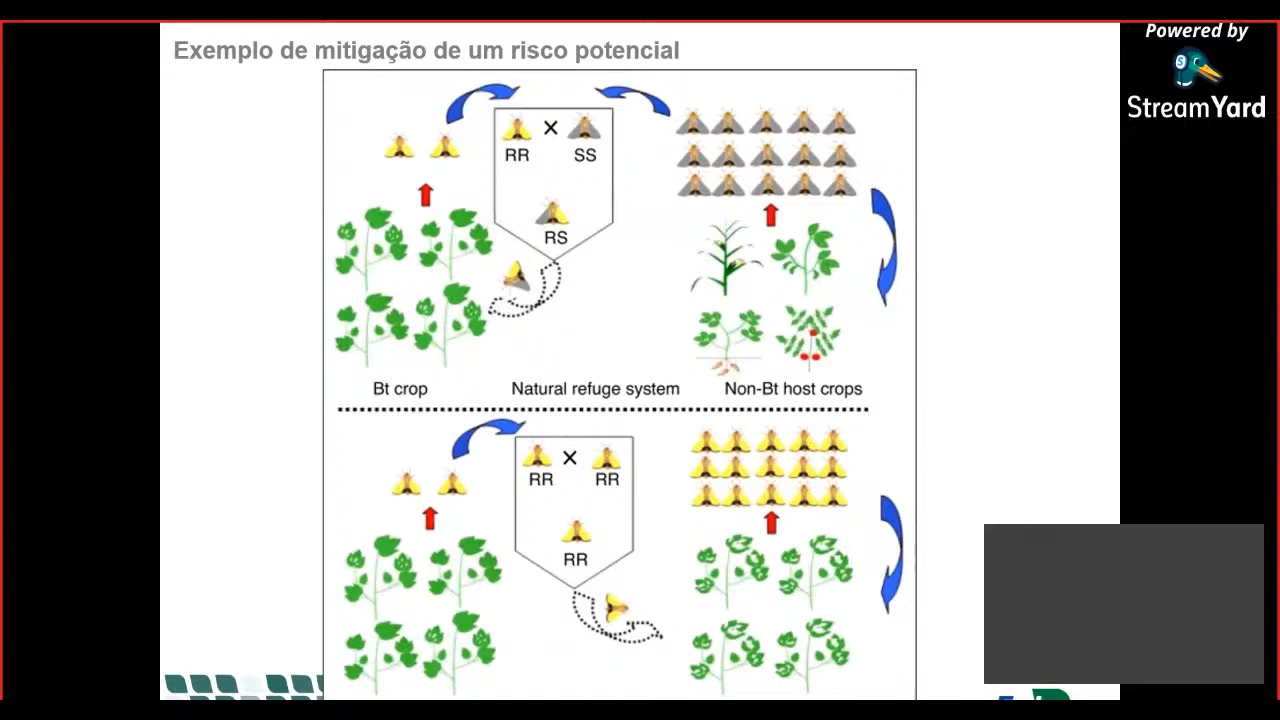 Exemplo de mitigação de um risco potencial
Powered by
StreamYard
RR X SS
RS
Bt crop Natural refuge system Non-Bt host crops
RR X RR
RR